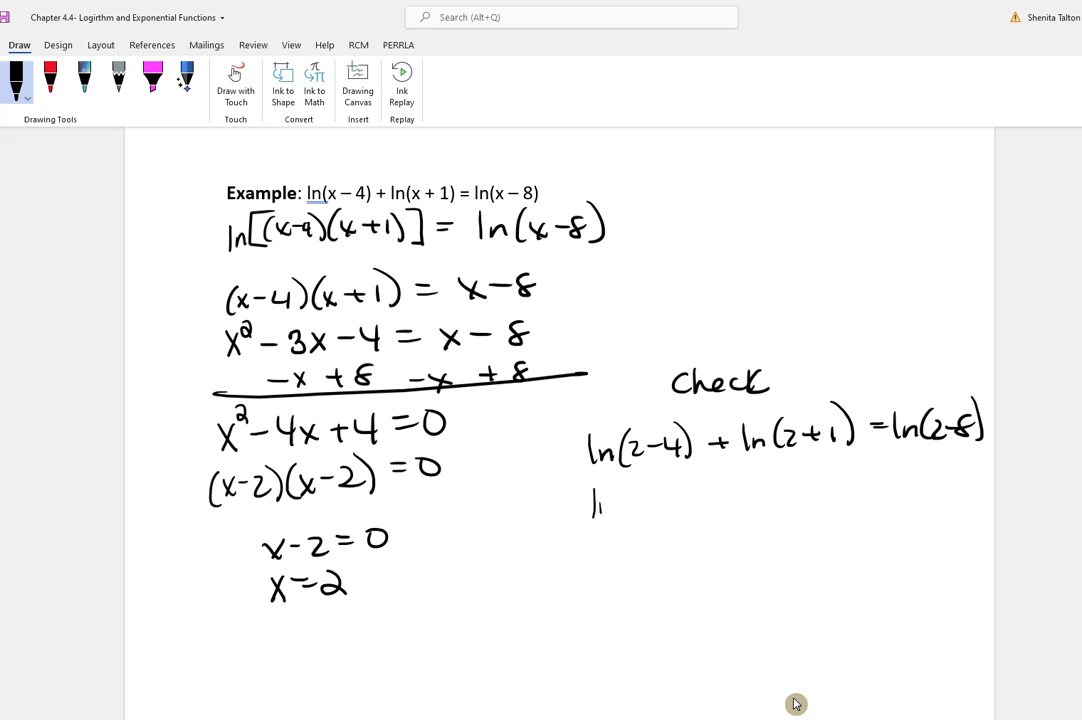 Chapter 4.4- Logirthm and Exponential Functions
Search (Alt+Q)
Shenita Talton
Draw Design Layout References Mailings Review View Help RCM PERRLA
Draw with Touch
Ink to Shape
Ink to Math
Drawing Canvas
Ink Replay
Drawing Tools Touch Convert Insert Replay
Example: ln(x – 4) + ln(x + 1) = ln(x – 8)
ln[(x-4)(x+1)] = ln(x-8)
(x-4)(x+1) = x-8
x² - 3x - 4 = x - 8
-x + 8 -x + 8
x² - 4x + 4 = 0
(x-2)(x-2) = 0
x-2 = 0
x = 2
check
ln(2-4) + ln(2+1) = ln(2-8)